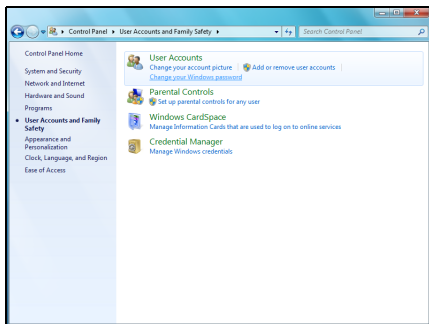 Control Panel ▸ User Accounts and Family Safety ▸
Search Control Panel
Control Panel Home
System and Security
Network and Internet
Hardware and Sound
Programs
User Accounts and Family
Safety
Appearance and
Personalization
Clock, Language, and Region
Ease of Access
User Accounts
Change your account picture | Add or remove user accounts |
Change your Windows password
Parental Controls
Set up parental controls for any user
Windows CardSpace
Manage Information Cards that are used to log on to online services
Credential Manager
Manage Windows credentials